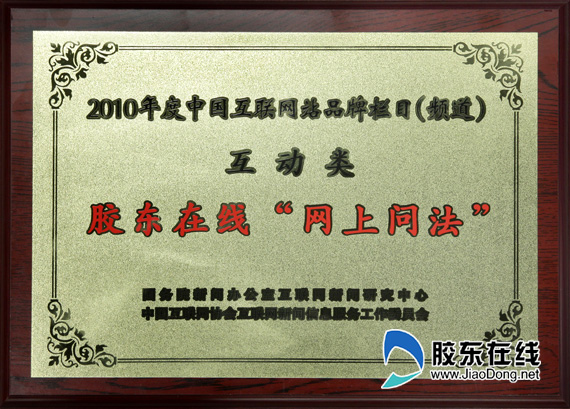 2010年度中国互联网站品牌栏目(频道)
互动类
胶东在线“网上问法”
国务院新闻办公室互联网新闻研究中心
中国互联网协会互联网新闻信息服务工作委员会
胶东在线
www.JiaoDong.net